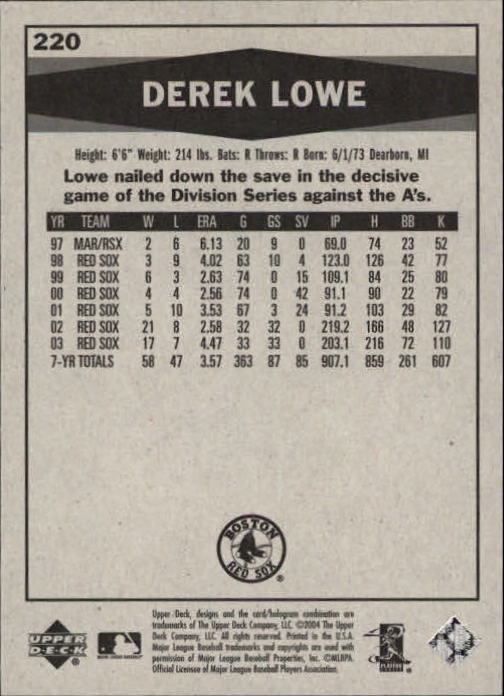 220
DEREK LOWE
Height: 6'6" Weight: 214 lbs. Bats: R Throws: R Born: 6/1/73 Dearborn, MI
Lowe nailed down the save in the decisive
game of the Division Series against the A's.
YR TEAM W L ERA G GS SV IP H BB K
97 MAR/RSX 2 6 6.13 20 9 0 69.0 74 23 52
98 RED SOX 3 9 4.02 63 10 4 123.0 126 42 77
99 RED SOX 6 3 2.63 74 0 15 109.1 84 25 80
00 RED SOX 4 4 2.56 74 0 42 91.1 90 22 79
01 RED SOX 5 10 3.53 67 3 24 91.2 103 29 82
02 RED SOX 21 8 2.58 32 32 0 219.2 166 48 127
03 RED SOX 17 7 4.47 33 33 0 203.1 216 72 110
7-YR TOTALS 58 47 3.57 363 87 85 907.1 859 261 607
BOSTON
RED SOX
®
Upper Deck, designs and the card/hologram combination are
trademarks of The Upper Deck Company, LLC. ©2004 The Upper
Deck Company, LLC. All rights reserved. Printed in the U.S.A.
Major League Baseball trademarks and copyrights are used with
permission of Major League Baseball Properties, Inc. ©MLBPA.
Official Licensee of Major League Baseball Players Association.
UPPER
DECK
PLAYERS